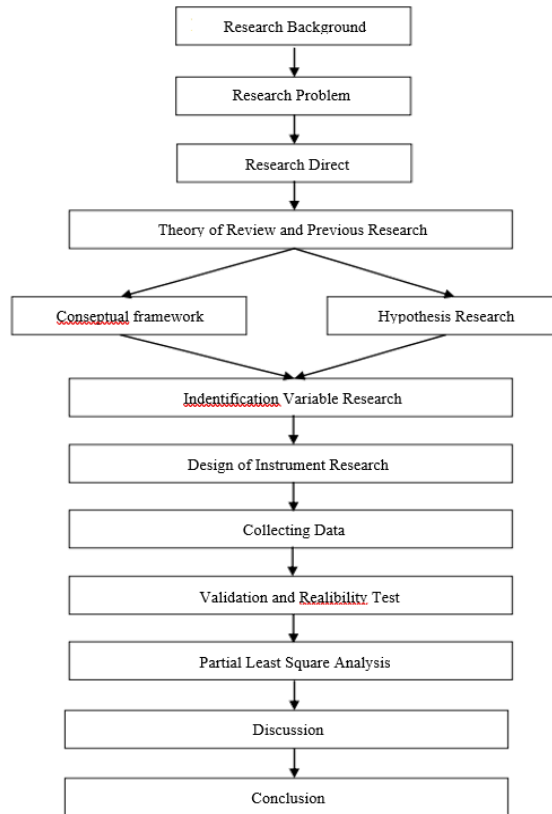 Research Background
Research Problem
Research Direct
Theory of Review and Previous Research
Conseptual framework
Hypothesis Research
Indentification Variable Research
Design of Instrument Research
Collecting Data
Validation and Realibility Test
Partial Least Square Analysis
Discussion
Conclusion